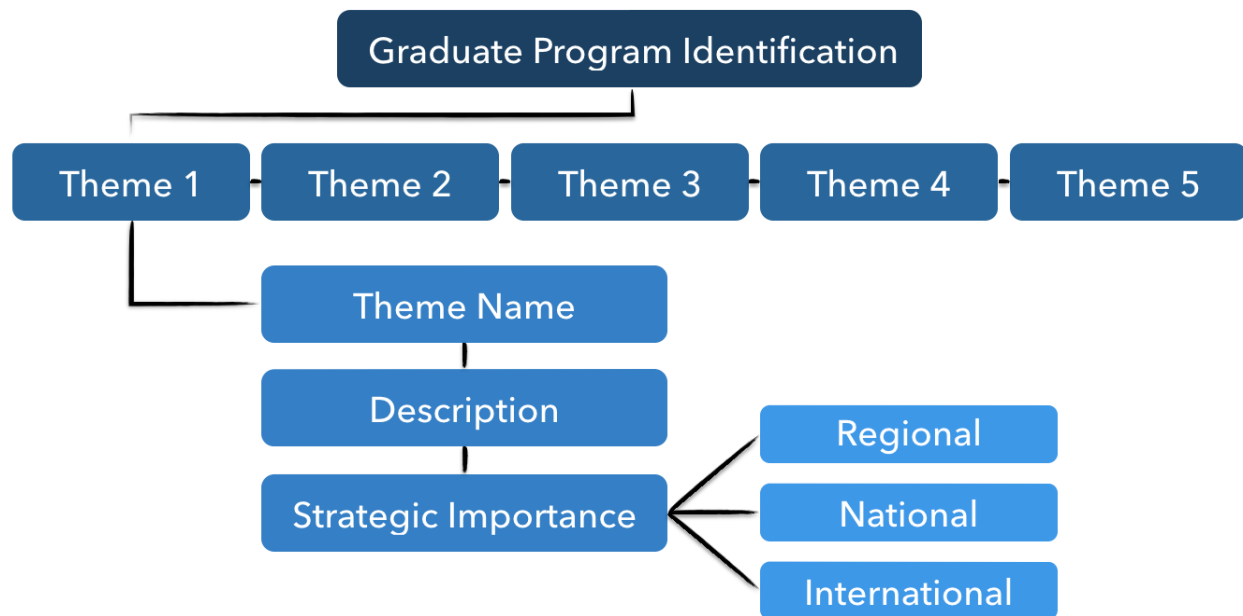 Graduate Program Identification
Theme 1
Theme 2
Theme 3
Theme 4
Theme 5
Theme Name
Description
Strategic Importance
Regional
National
International